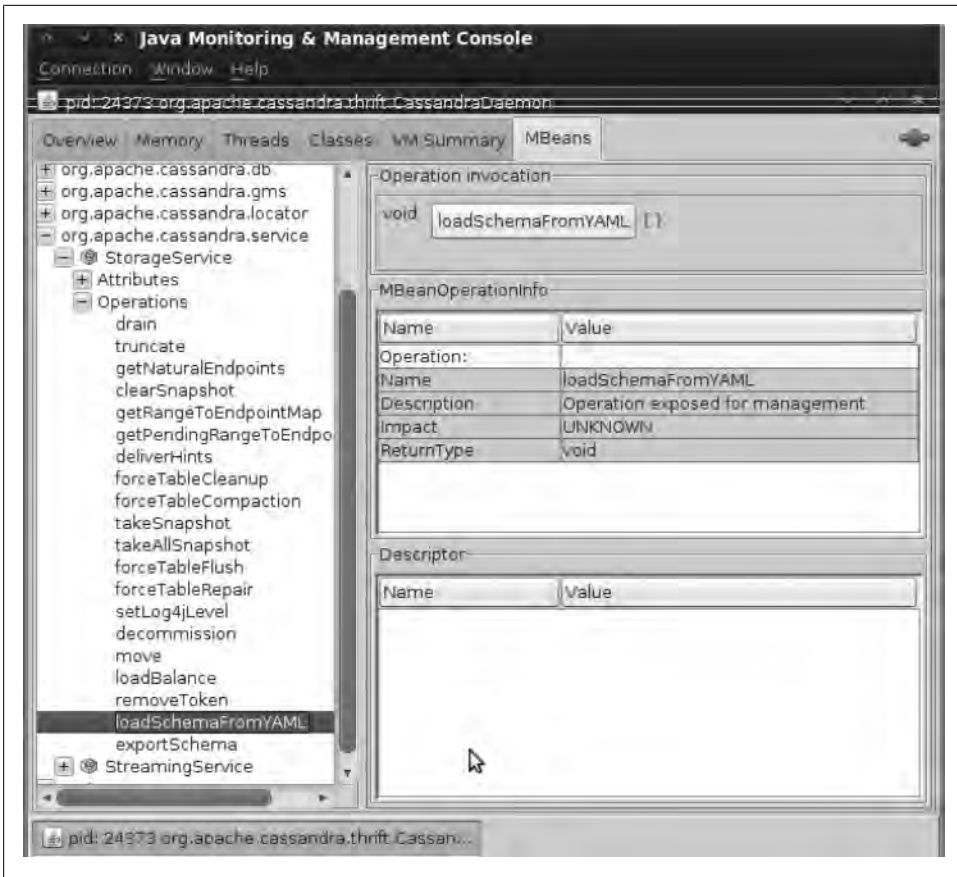 Java Monitoring & Management Console
Connection Window Help
pid: 24373 org.apache.cassandra.thrift.CassandraDaemon
Overview Memory Threads Classes VM Summary MBeans
org.apache.cassandra.db
org.apache.cassandra.gms
org.apache.cassandra.locator
org.apache.cassandra.service
StorageService
Attributes
Operations
drain
truncate
getNaturalEndpoints
clearSnapshot
getRangeToEndpointMap
getPendingRangeToEndpo
deliverHints
forceTableCleanup
forceTableCompaction
takeSnapshot
takeAllSnapshot
forceTableFlush
forceTableRepair
setLog4jLevel
decommission
move
loadBalance
removeToken
loadSchemaFromYAML
exportSchema
StreamingService
Operation invocation
void loadSchemaFromYAML ( )
MBeanOperationInfo
Name Value
Operation:
Name loadSchemaFromYAML
Description Operation exposed for management
Impact UNKNOWN
ReturnType void
Descriptor
Name Value
pid: 24373 org.apache.cassandra.thrift.Cassan...